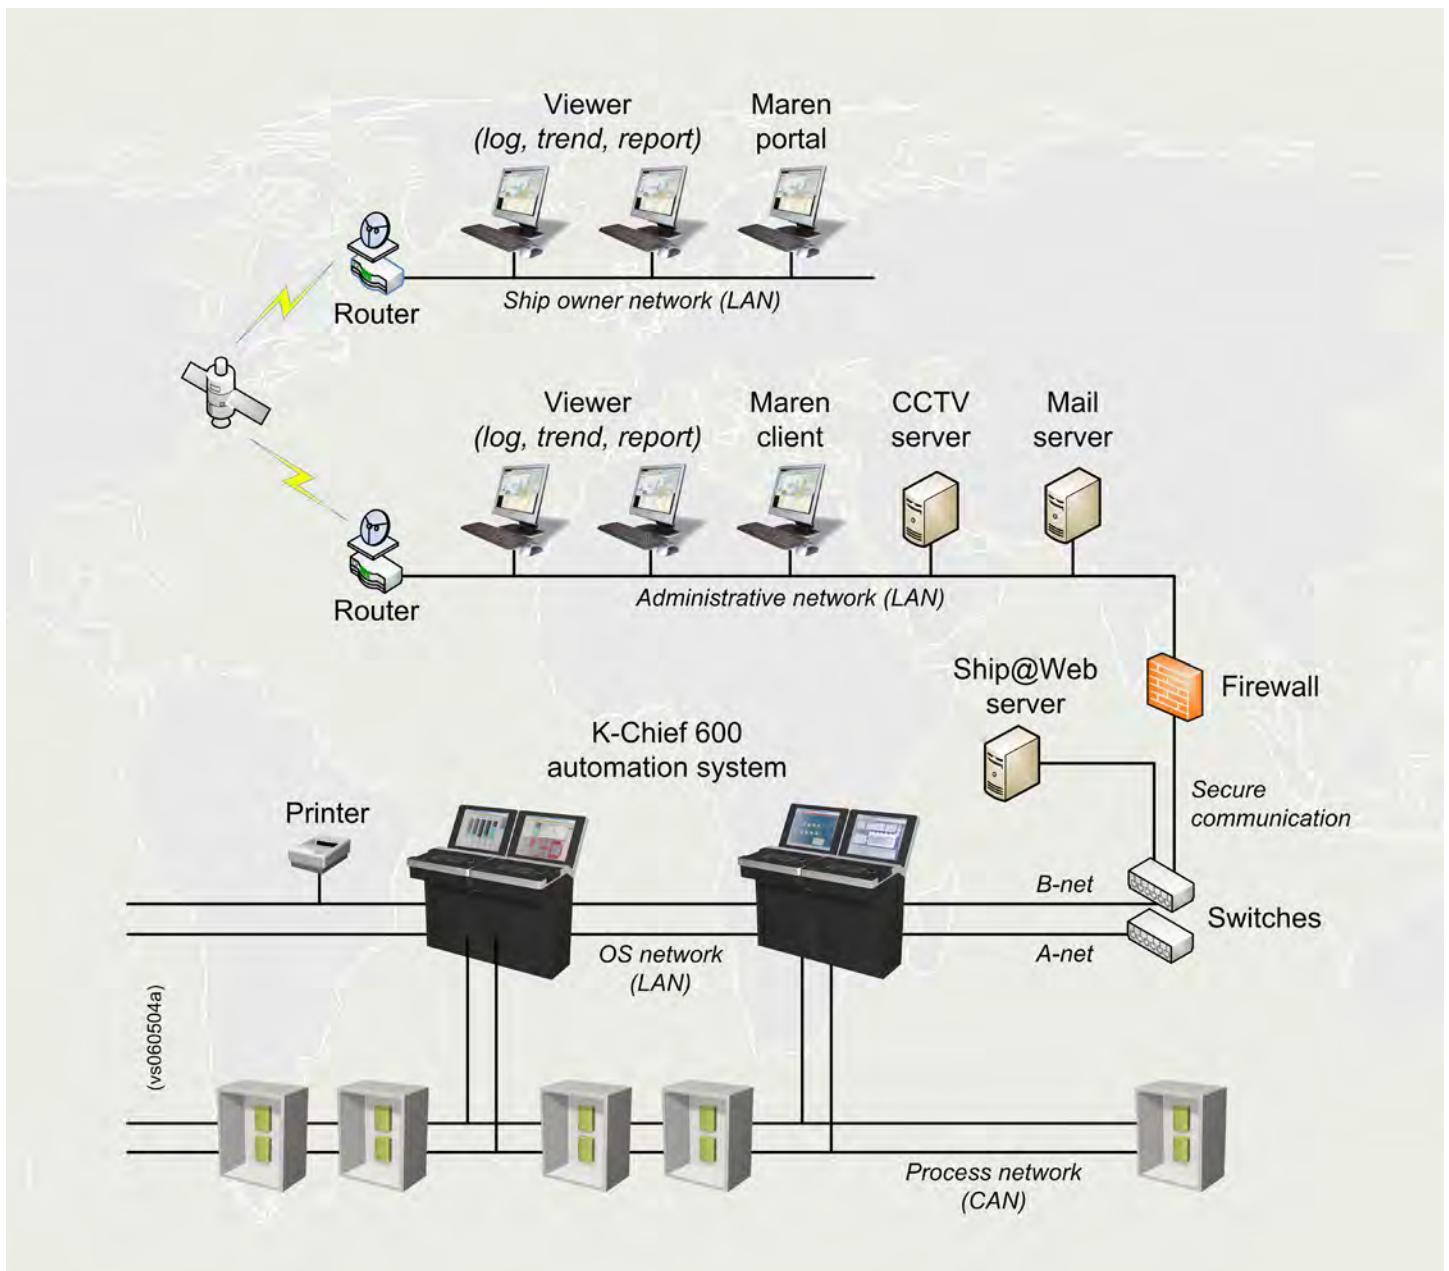 Viewer
(log, trend, report)
Maren
portal
Router
Ship owner network (LAN)
Viewer
(log, trend, report)
Maren
client
CCTV
server
Mail
server
Router
Administrative network (LAN)
Ship@Web
server
Firewall
K-Chief 600
automation system
Printer
Secure
communication
B-net
Switches
A-net
OS network
(LAN)
(vs060504a)
Process network
(CAN)